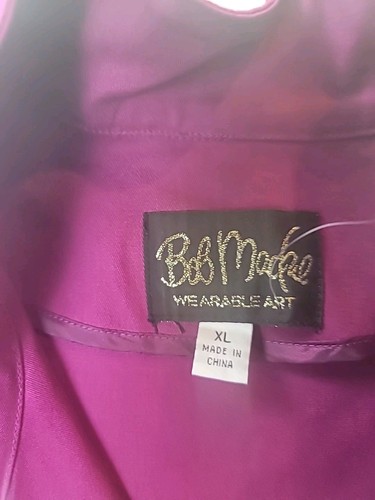 Bob Mackie
WEARABLE ART
XL
MADE IN
CHINA